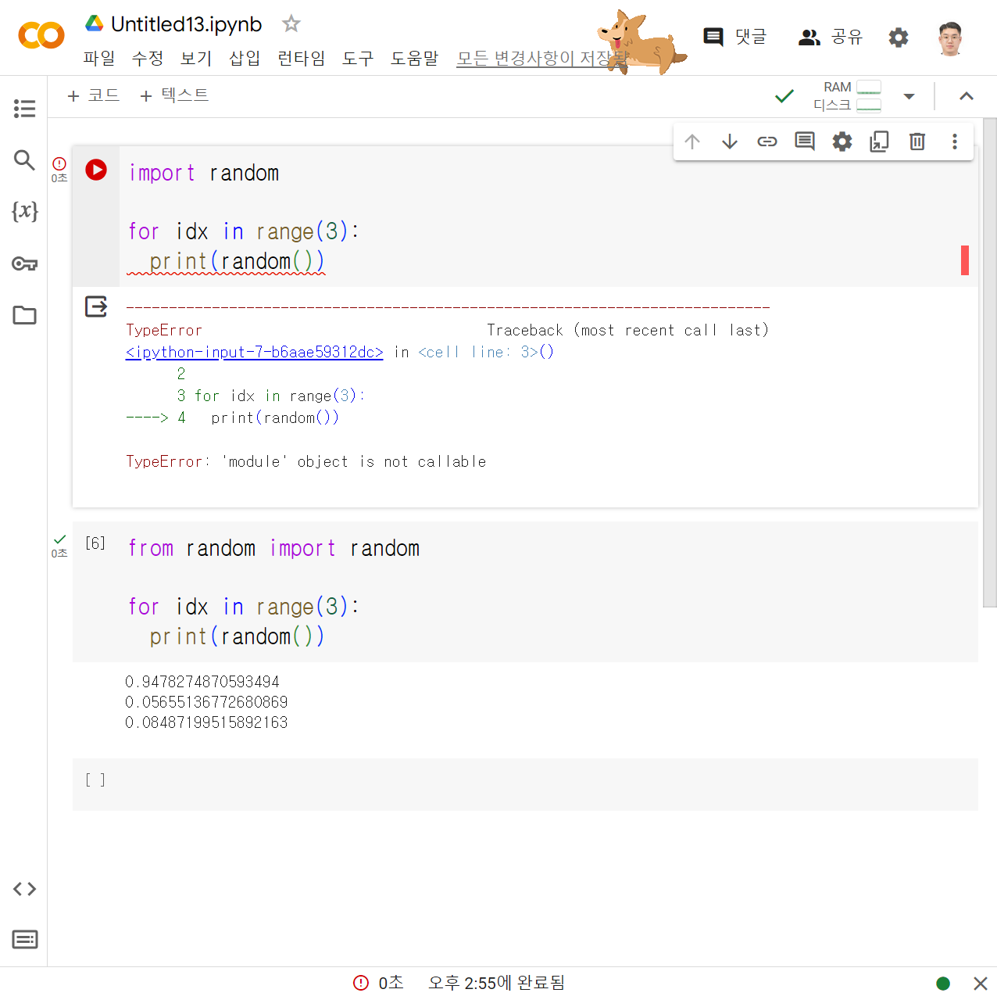 Untitled13.ipynb
댓글
공유
파일 수정 보기 삽입 런타임 도구 도움말 모든 변경사항이 저장됨
+ 코드 + 텍스트
RAM
디스크
0초
import random
for idx in range(3):
  print(random())
---------------------------------------------------------------------------
TypeError                                 Traceback (most recent call last)
<ipython-input-7-b6aae59312dc> in <cell line: 3>()
      2
      3 for idx in range(3):
----> 4   print(random())
TypeError: 'module' object is not callable
0초
[6]
from random import random
for idx in range(3):
  print(random())
0.9478274870593494
0.05655136772680869
0.08487199515892163
[ ]
{x}
0초 오후 2:55에 완료됨